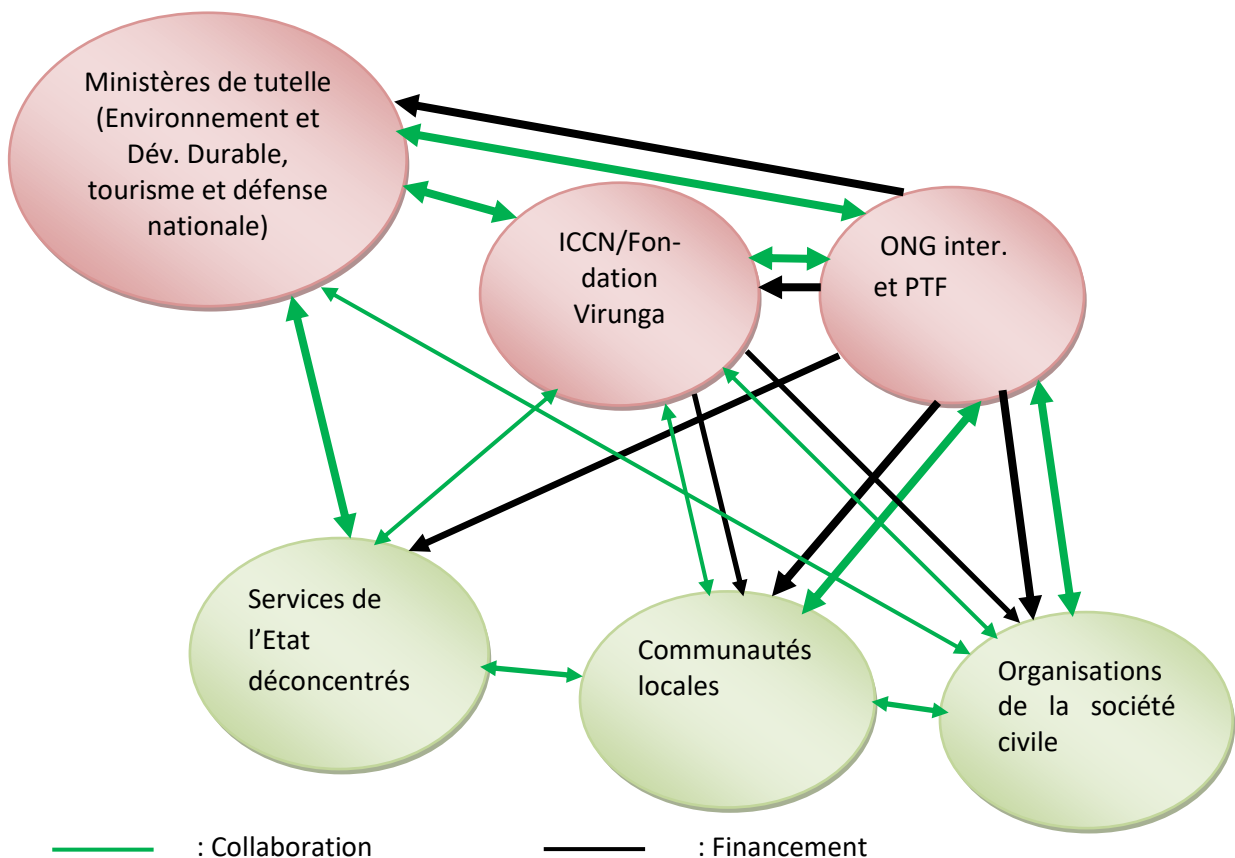 Ministères de tutelle
(Environnement et
Dév. Durable,
tourisme et défense
nationale)
ICCN/Fon-
dation
Virunga
ONG inter.
et PTF
Services de
l’Etat
déconcentrés
Communautés
locales
Organisations
de la société
civile
: Collaboration
: Financement